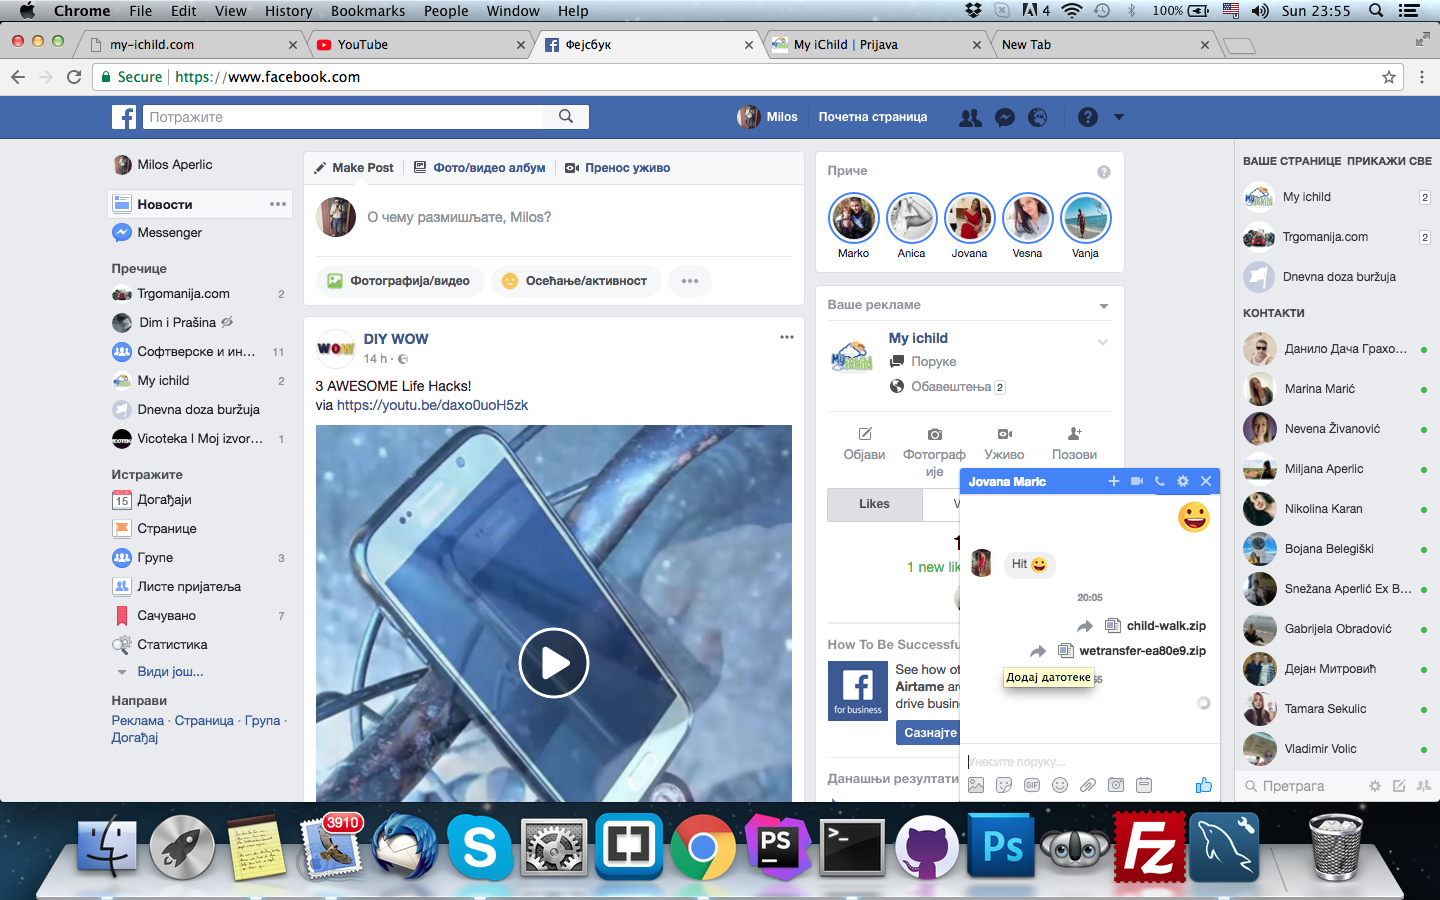 Chrome File Edit View History Bookmarks People Window Help
4 100% Sun 23:55
my-ichild.com
YouTube
Фејсбук
My iChild | Prijava
New Tab
Secure https://www.facebook.com
Потражите
Milos
Почетна страница
Milos Aperlic
Новости
Messenger
Пречице
Trgomanija.com 2
Dim i Prašina
Софтверске и ин... 11
My ichild 2
Dnevna doza buržuja
Vicoteka I Moj izvor... 1
Истражите
15 Догађаји
Странице
Групе 3
Листе пријатеља
Сачувано 7
Статистика
Види још...
Направи
Реклама · Страница · Група ·
Догађај
Make Post
Фото/видео албум
Пренос уживо
О чему размишљате, Milos?
Фотографија/видео
Осећање/активност
WOW
DIY WOW
14 h ·
3 AWESOME Life Hacks!
via https://youtu.be/daxo0uoH5zk
Приче
Marko Anica Jovana Vesna Vanja
Ваше рекламе
My ichild
Поруке
Обавештења 2
Објави
Фотограф
ије
Уживо
Позови
Likes
1 new lik
How To Be Successfu
See how ot
Airtame ar
drive busin
for business
Сазнајте
Данашњи резултати
Jovana Maric
Hit
20:05
child-walk.zip
wetransfer-ea80e9.zip
Додај датотеке
Унесите поруку...
GIF
ВАШЕ СТРАНИЦЕ ПРИКАЖИ СВЕ
My ichild 2
Trgomanija.com 2
Dnevna doza buržuja
КОНТАКТИ
Данило Дача Грахо...
Marina Marić
Nevena Živanović
Miljana Aperlic
Nikolina Karan
Bojana Belegiški
Snežana Aperlić Ex B...
Gabrijela Obradović
Дејан Митровић
Tamara Sekulic
Vladimir Volic
Претрага
3910
S
PS
Ps
Fz